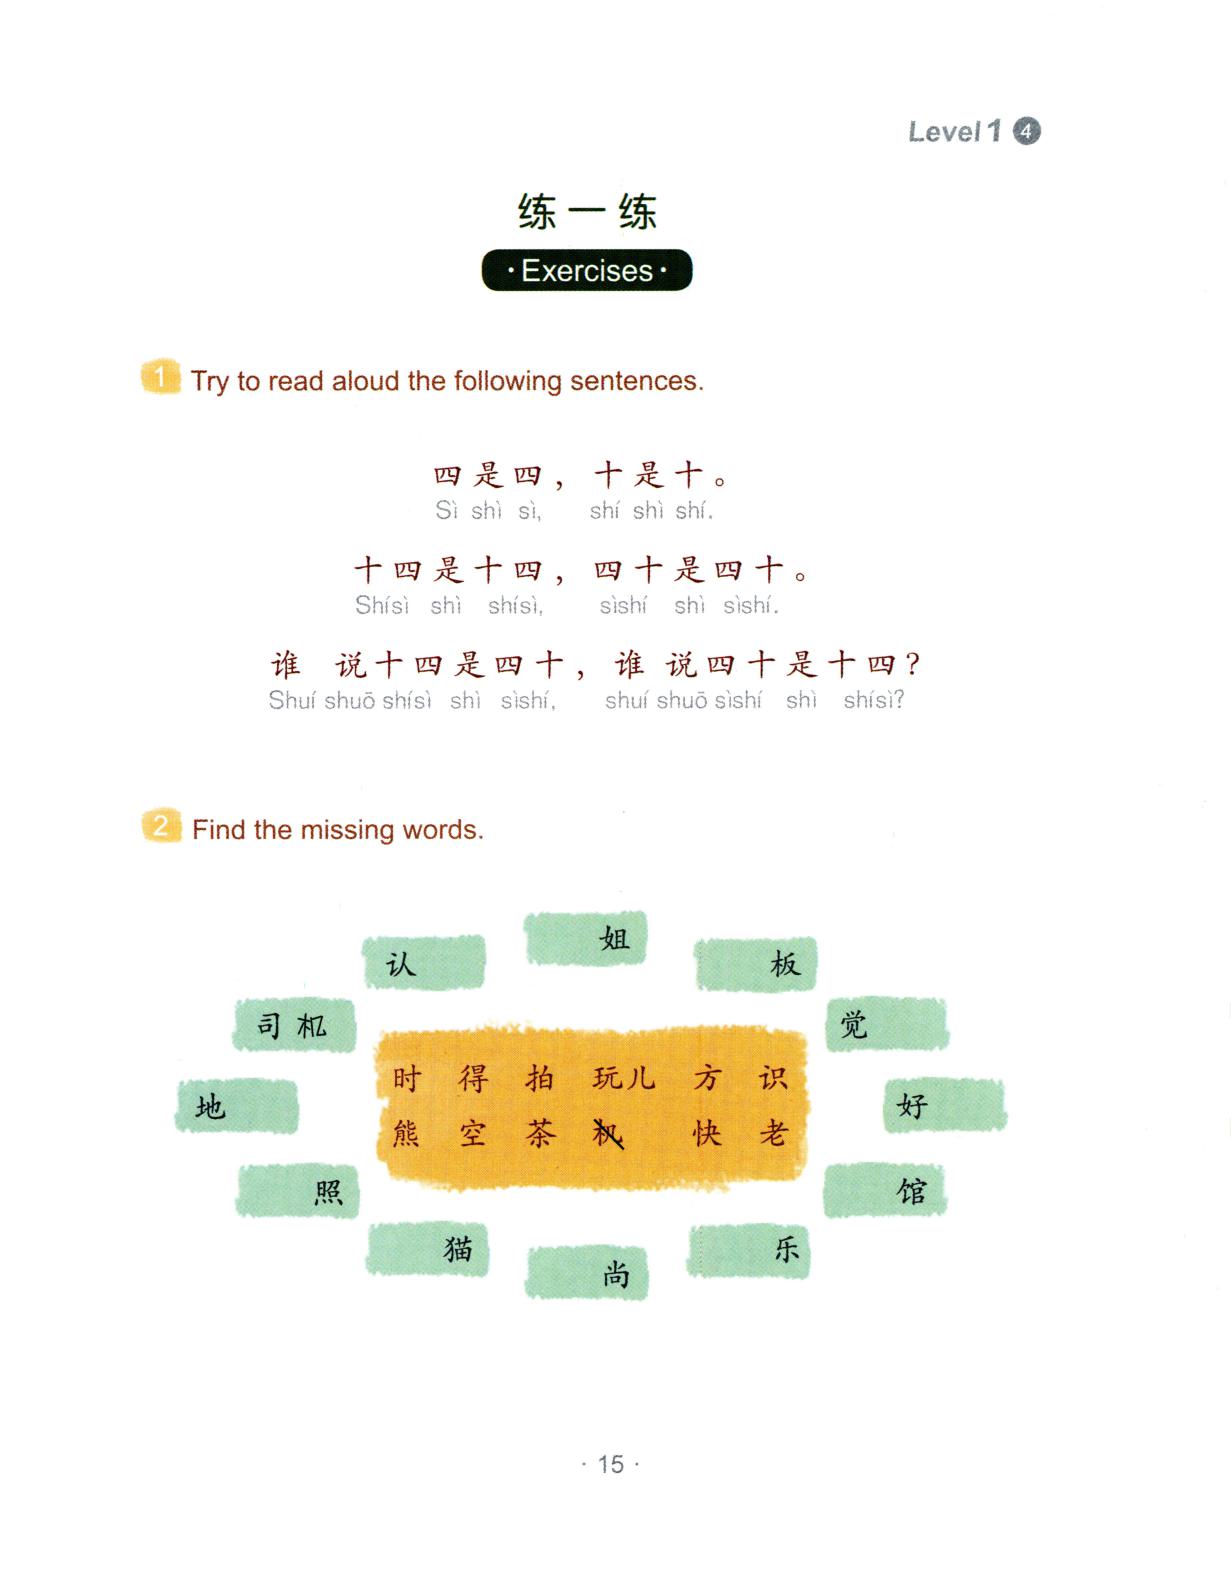 Level 1 4
练一练
·Exercises·
1 Try to read aloud the following sentences.
四是四，十是十。
Sì shì sì, shí shì shí.
十四是十四，四十是四十。
Shísì shì shísì, sìshí shì sìshí.
谁 说十四是四十，谁 说四十是十四？
Shuí shuō shísì shì sìshí, shuí shuō sìshí shì shísì?
2 Find the missing words.
姐
认
板
司机
觉
时 得 拍 玩儿 方 识
地
好
熊 空 茶 机 快 老
照
馆
猫
乐
尚
· 15 ·